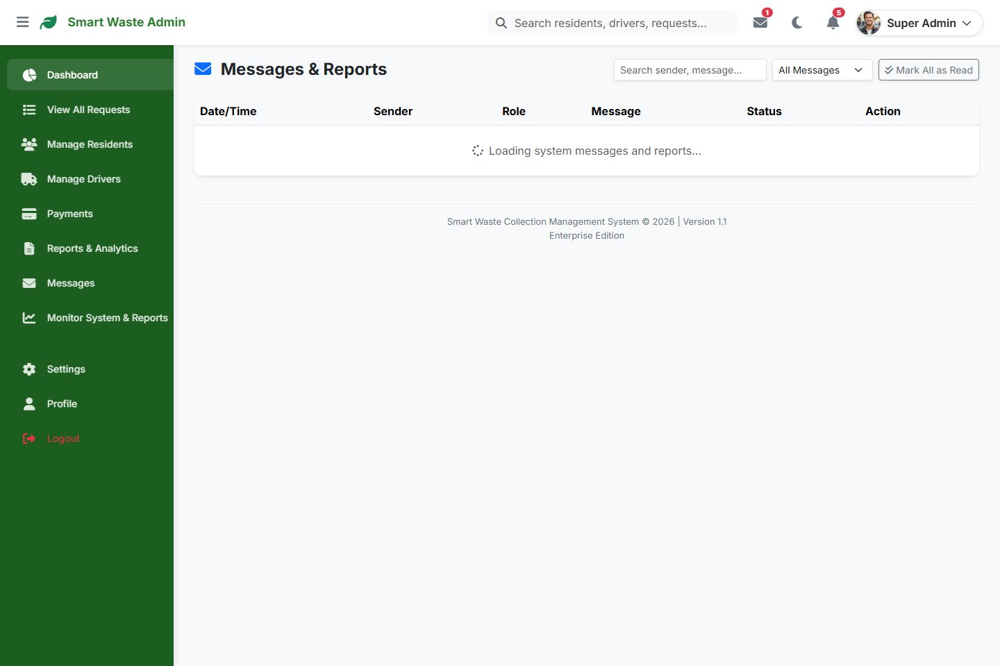 Smart Waste Admin
Search residents, drivers, requests...
1
5
Super Admin
Dashboard
View All Requests
Manage Residents
Manage Drivers
Payments
Reports & Analytics
Messages
Monitor System & Reports
Settings
Profile
Logout
Messages & Reports
Search sender, message...
All Messages
Mark All as Read
Date/Time Sender Role Message Status Action
Loading system messages and reports...
Smart Waste Collection Management System © 2026 | Version 1.1
Enterprise Edition